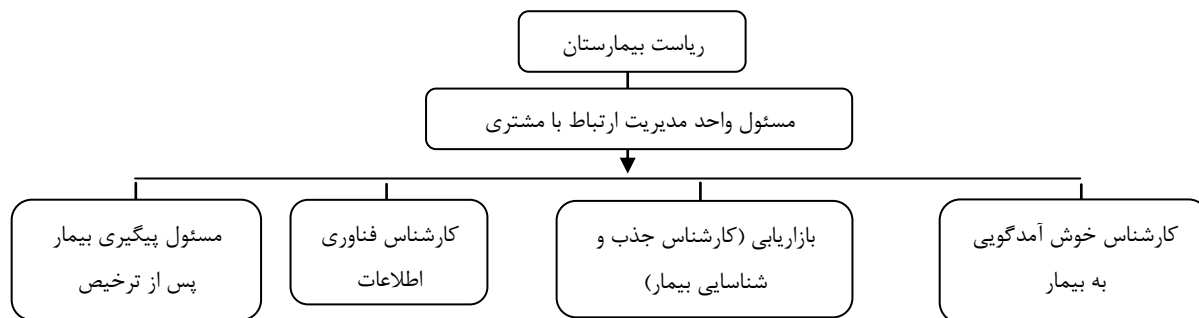 ریاست بیمارستان
مسئول واحد مدیریت ارتباط با مشتری
کارشناس خوش آمدگویی
به بیمار
بازاریابی (کارشناس جذب و
شناسایی بیمار)
کارشناس فناوری
اطلاعات
مسئول پیگیری بیمار
پس از ترخیص